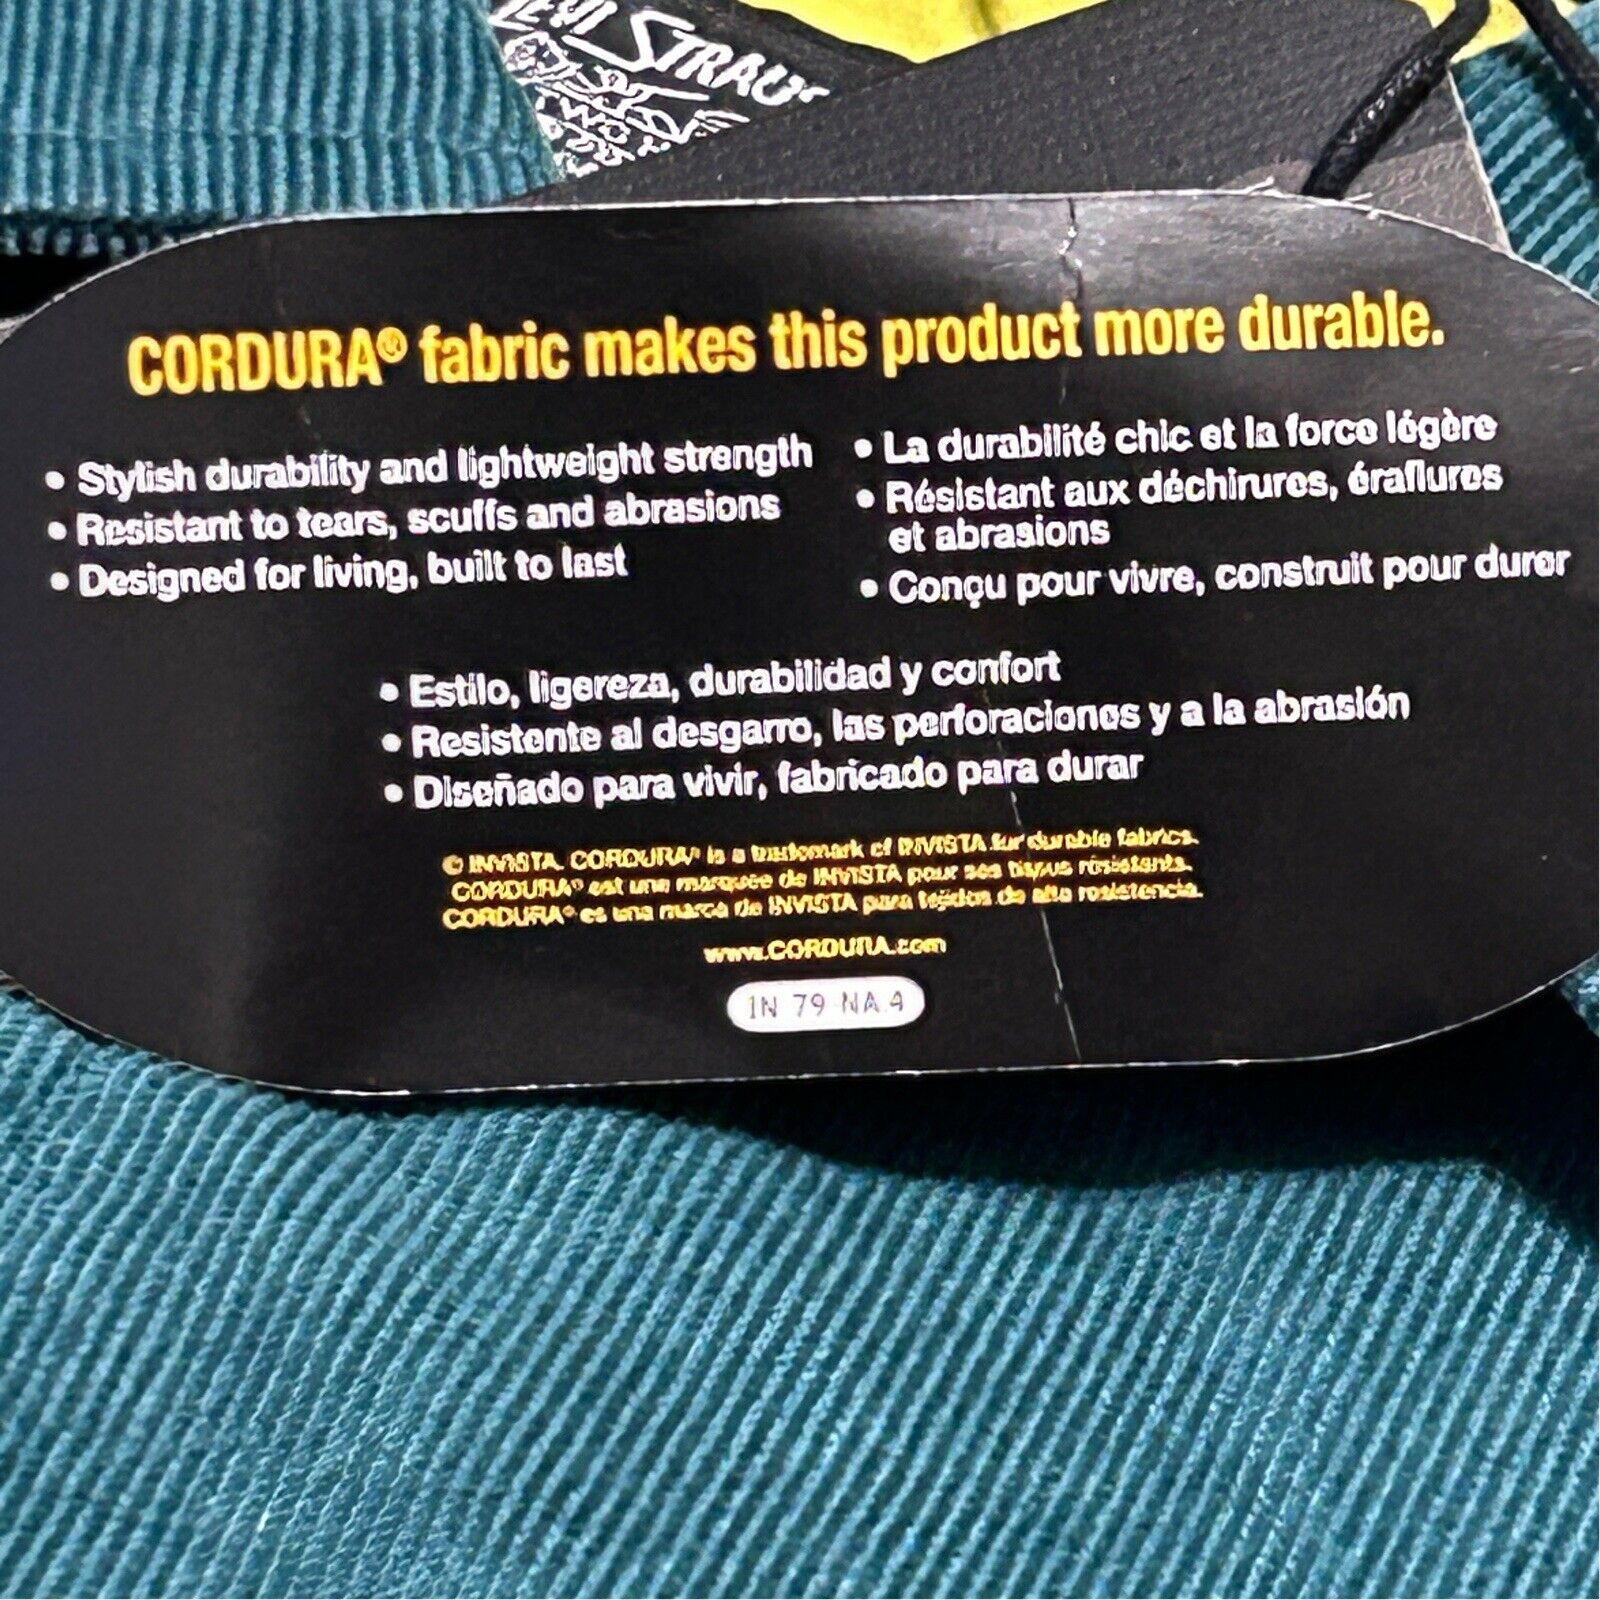 LEVI STRAUS
TWO
CORDURA® fabric makes this product more durable.
• Stylish durability and lightweight strength
• Resistant to tears, scuffs and abrasions
• Designed for living, built to last
• La durabilité chic et la force légère
• Résistant aux déchirures, éraflures
et abrasions
• Conçu pour vivre, construit pour durer
• Estilo, ligereza, durabilidad y confort
• Resistente al desgarro, las perforaciones y a la abrasión
• Diseñado para vivir, fabricado para durar
© INVISTA. CORDURA® is a trademark of INVISTA for durable fabrics.
CORDURA® est une marquée de INVISTA pour ses tissus résistants.
CORDURA® es una marca de INVISTA para tejidos de alta resistencia.
www.CORDURA.com
IN 79 NA 4